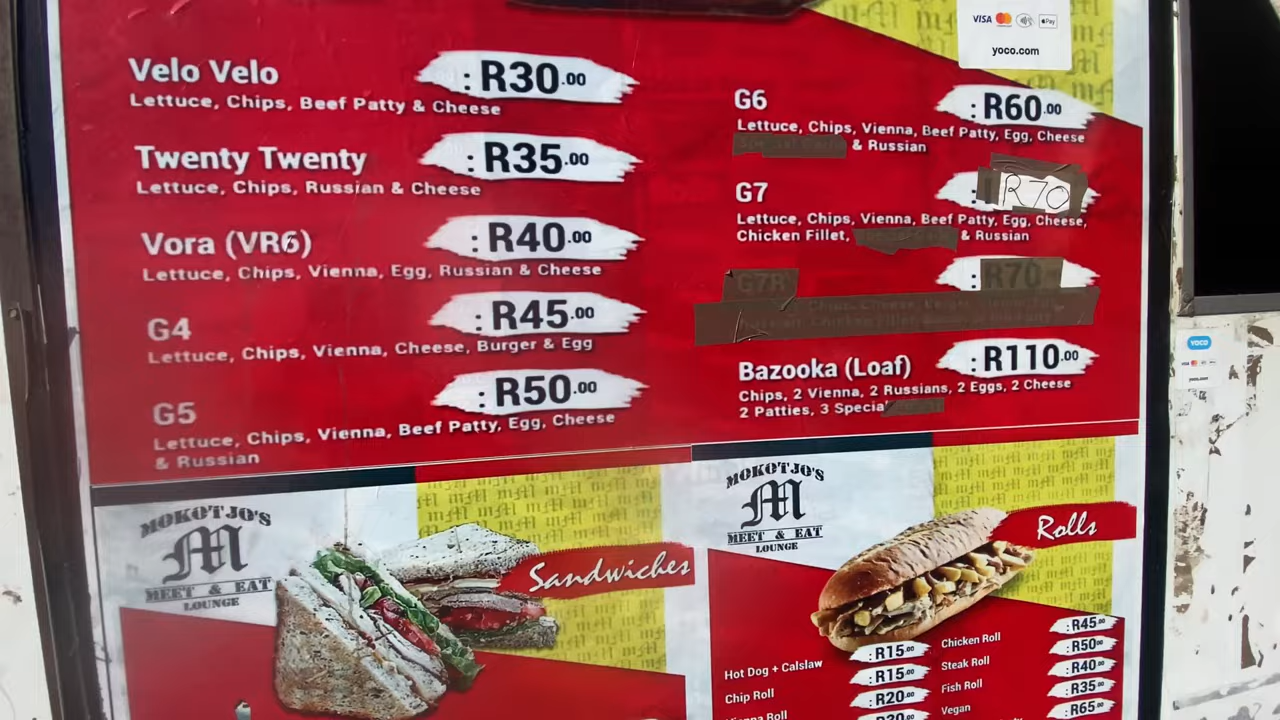 VISA Pay
yoco.com
Velo Velo : R30.00
Lettuce, Chips, Beef Patty & Cheese
Twenty Twenty : R35.00
Lettuce, Chips, Russian & Cheese
Vora (VR6) : R40.00
Lettuce, Chips, Vienna, Egg, Russian & Cheese
G4 : R45.00
Lettuce, Chips, Vienna, Cheese, Burger & Egg
G5 : R50.00
Lettuce, Chips, Vienna, Beef Patty, Egg, Cheese
& Russian
G6 : R60.00
Lettuce, Chips, Vienna, Beef Patty, Egg, Cheese
& Russian
G7 : R70
Lettuce, Chips, Vienna, Beef Patty, Egg, Cheese,
Chicken Fillet, & Russian
G7R : R70
Bazooka (Loaf) : R110.00
Chips, 2 Vienna, 2 Russians, 2 Eggs, 2 Cheese
2 Patties, 3 Specia
yoco
VISA
yoco.com
MOKOTJO'S
M
MEET & EAT
LOUNGE
Sandwiches
MOKOTJO'S
M
MEET & EAT
LOUNGE
Rolls
Hot Dog + Calslaw : R15.00
Chip Roll : R15.00
Vienna Roll : R20.00
Chicken Roll : R45.00
Steak Roll : R50.00
Fish Roll : R40.00
Vegan : R35.00
: R65.00